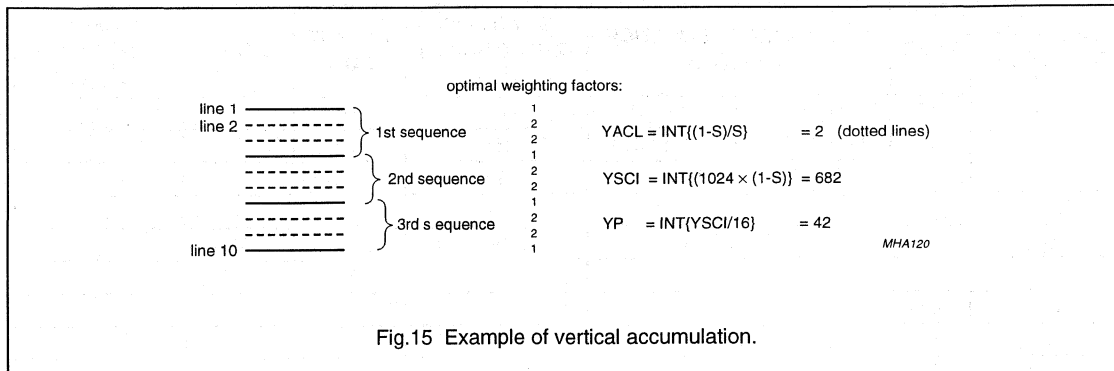 optimal weighting factors:
line 1 1
line 2 2
1st sequence
2
YACL = INT{(1-S)/S} = 2 (dotted lines)
1
2
2nd sequence
2
YSCI = INT{(1024 × (1-S)} = 682
1
2
3rd s equence
2
YP = INT{YSCI/16} = 42
line 10 1
MHA120
Fig.15 Example of vertical accumulation.